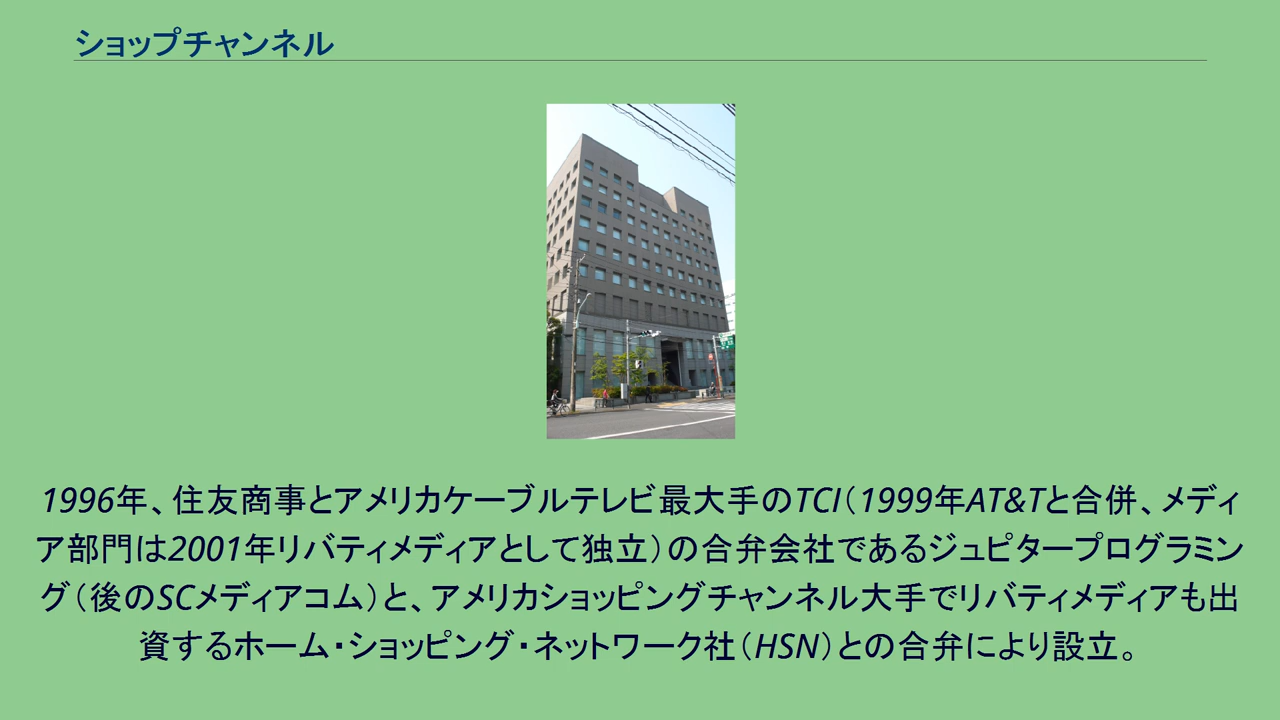 ショップチャンネル
1996年、住友商事とアメリカケーブルテレビ最大手のTCI（1999年AT&Tと合併、メディ
ア部門は2001年リバティメディアとして独立）の合弁会社であるジュピタープログラミン
グ（後のSCメディアコム）と、アメリカショッピングチャンネル大手でリバティメディアも出
資するホーム・ショッピング・ネットワーク社（HSN）との合弁により設立。